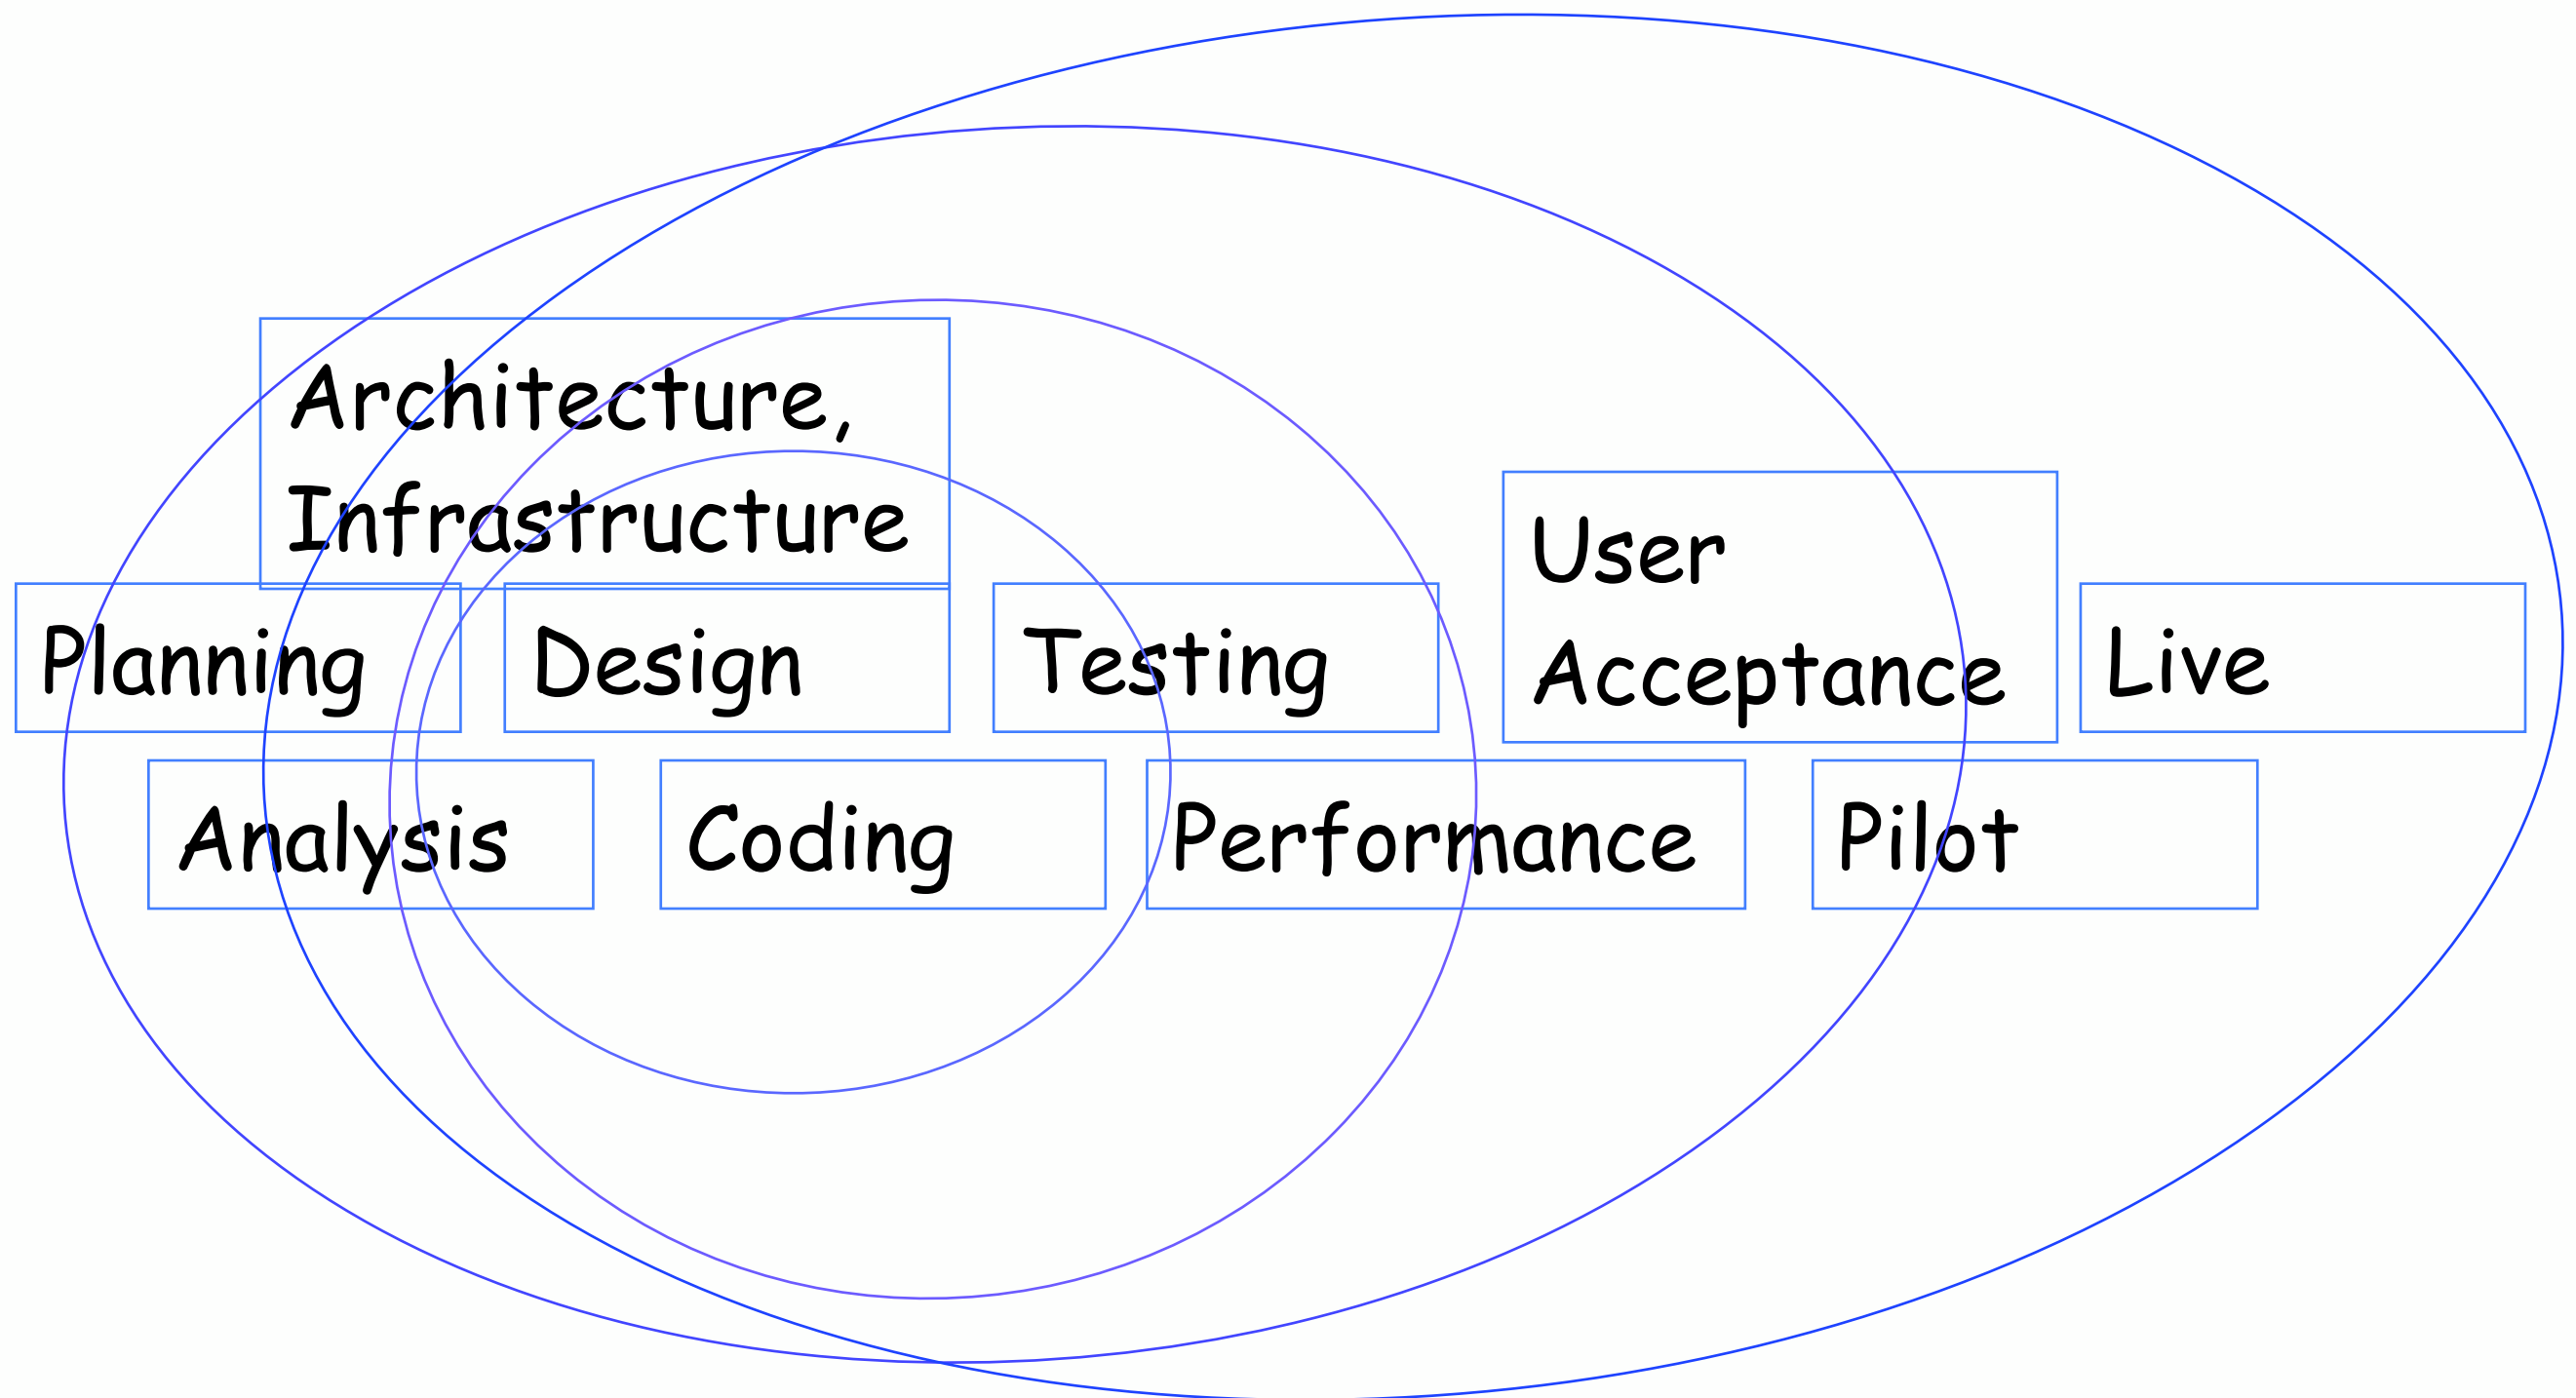 Architecture,
Infrastructure
Planning
Design
Testing
User
Acceptance
Live
Analysis
Coding
Performance
Pilot